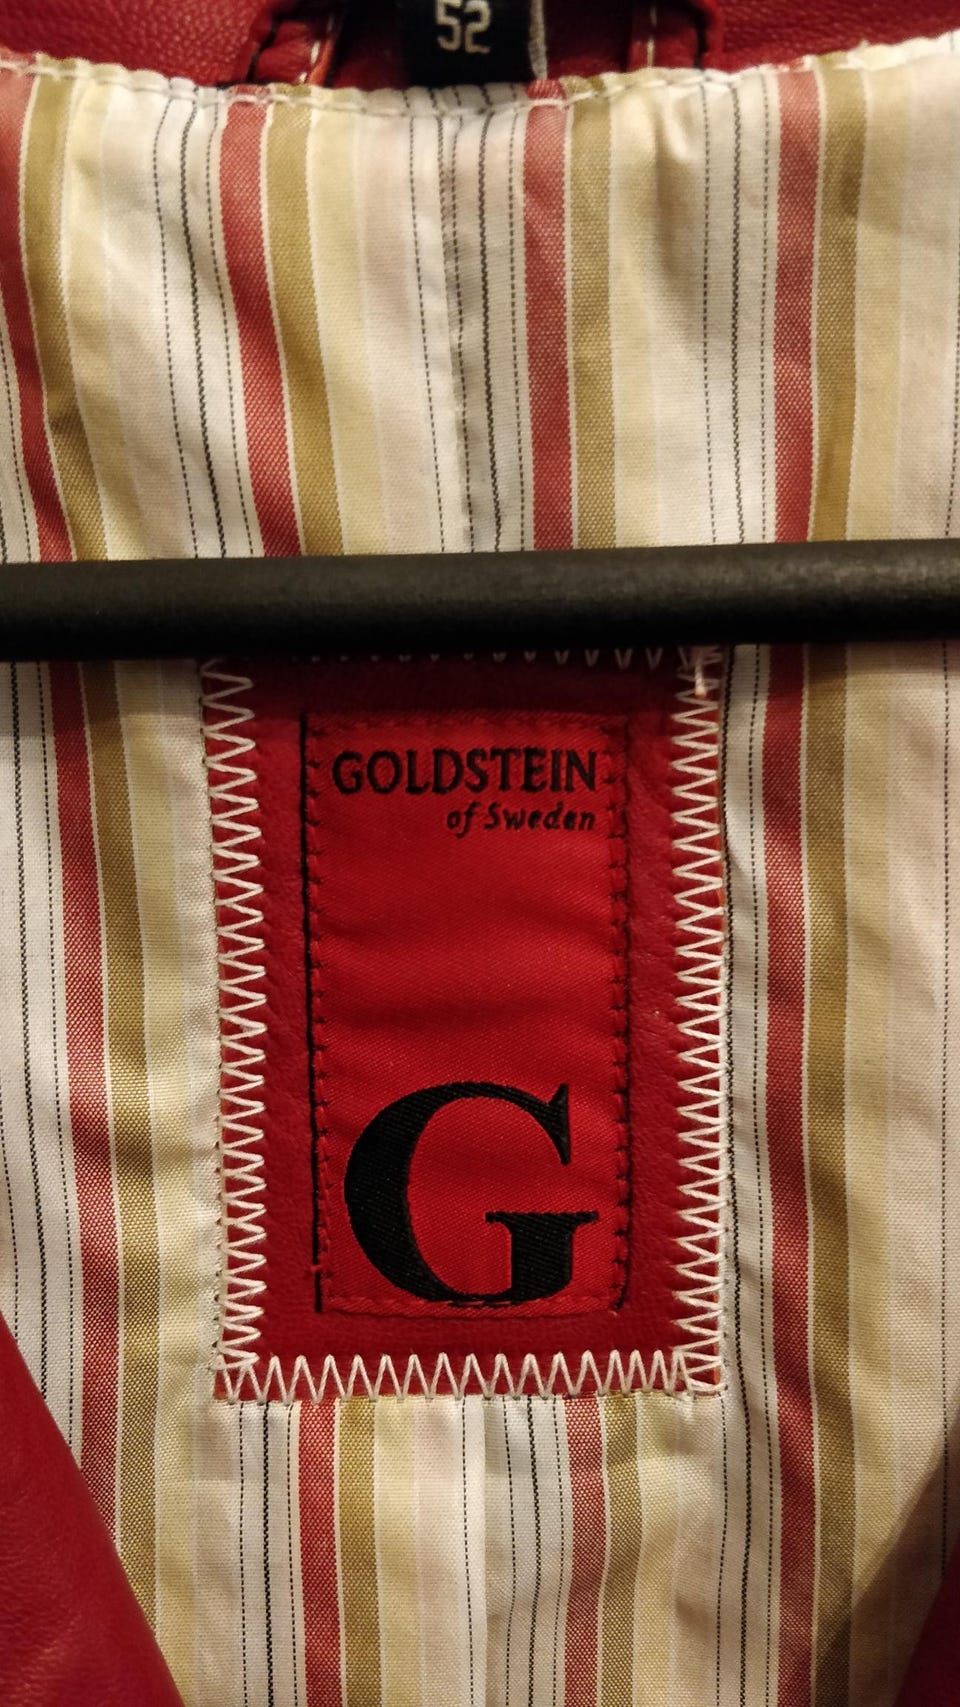 52
GOLDSTEIN
of Sweden
G